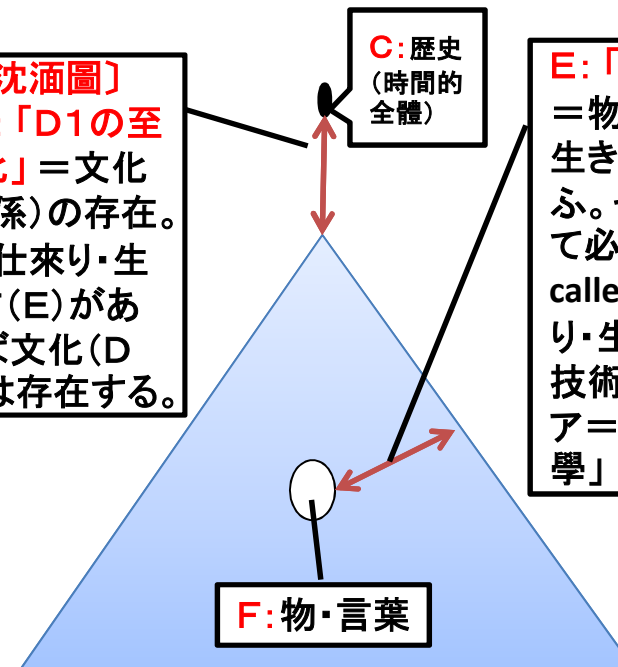 沈湎圖〕
「D1の至
」＝文化
係)の存在。
仕来り・生
(E)があ
ば文化(D
は存在する。
C:歴史
(時間的
全體)
E:「
＝物
生き
ふ。
て必
calle
り・生
技術
ア＝
學」
F:物・言葉